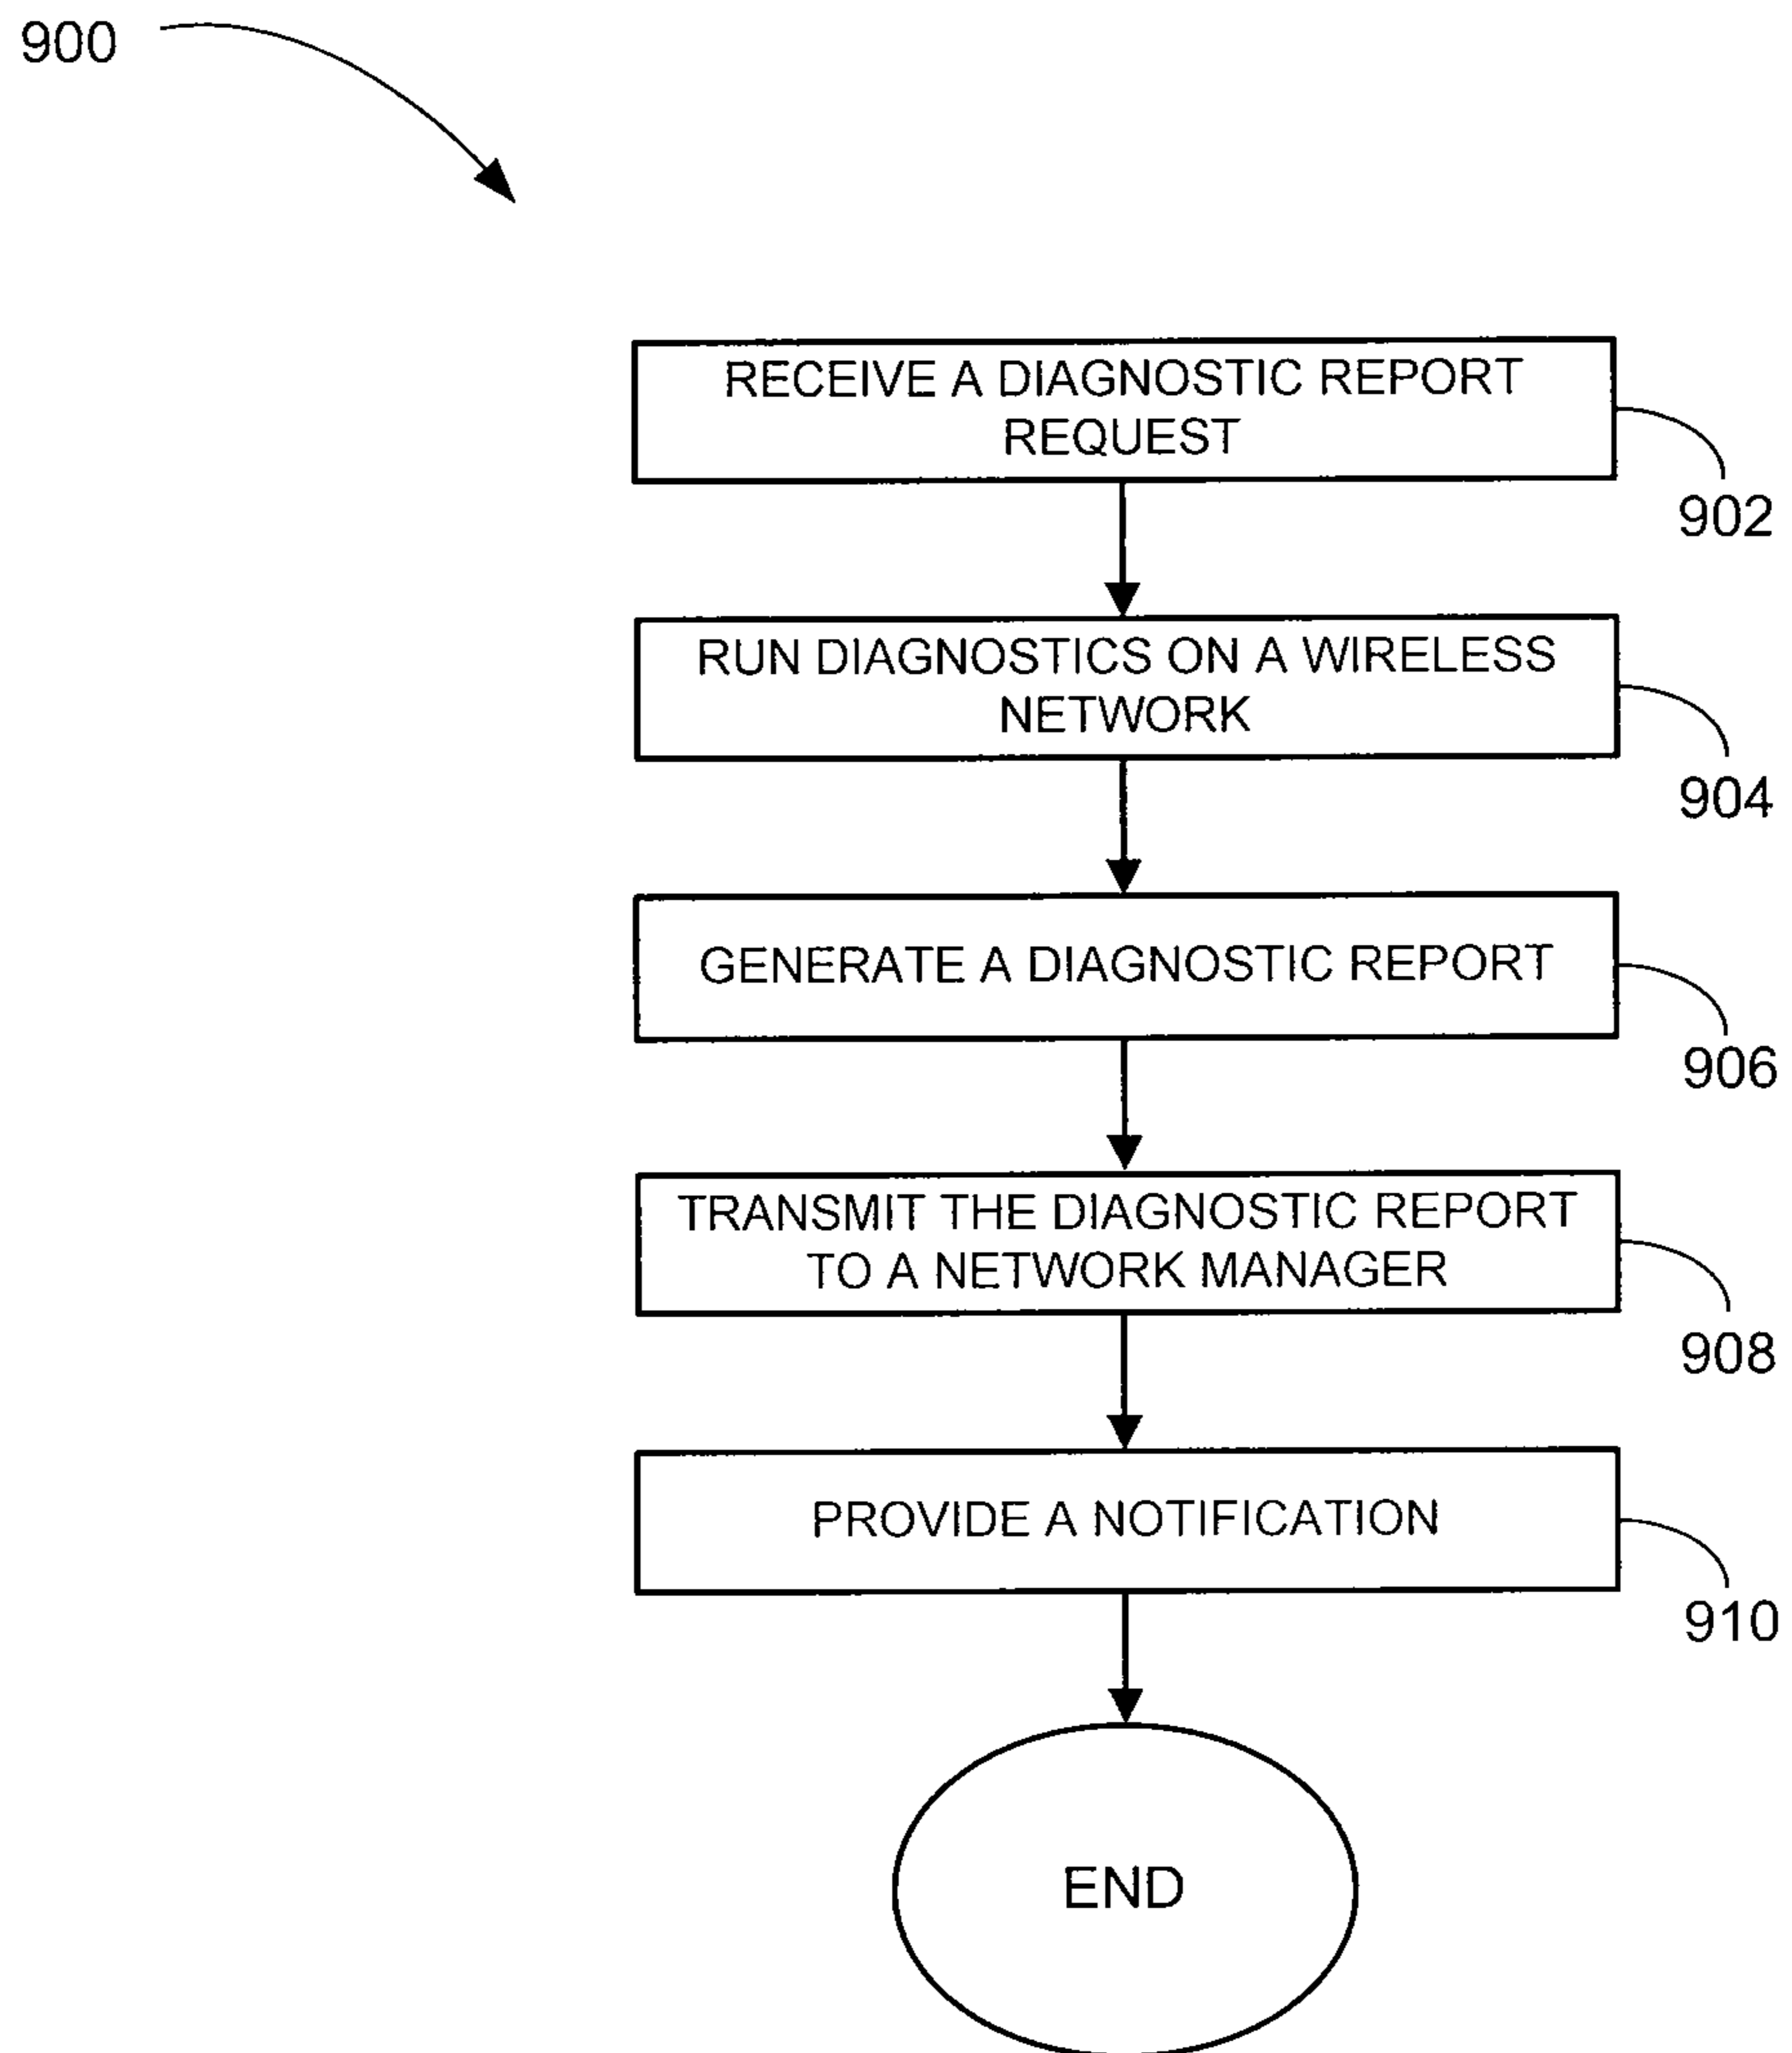 900
RECEIVE A DIAGNOSTIC REPORT
REQUEST
902
RUN DIAGNOSTICS ON A WIRELESS
NETWORK
904
GENERATE A DIAGNOSTIC REPORT
906
TRANSMIT THE DIAGNOSTIC REPORT
TO A NETWORK MANAGER
908
PROVIDE A NOTIFICATION
910
END